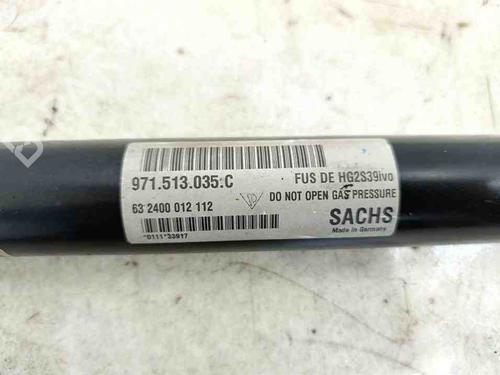 971.513.035.C
FUS DE HG2S39ivo
DO NOT OPEN GAS PRESSURE
63 2400 012 112
SACHS
Made in Germany
*0111*33917